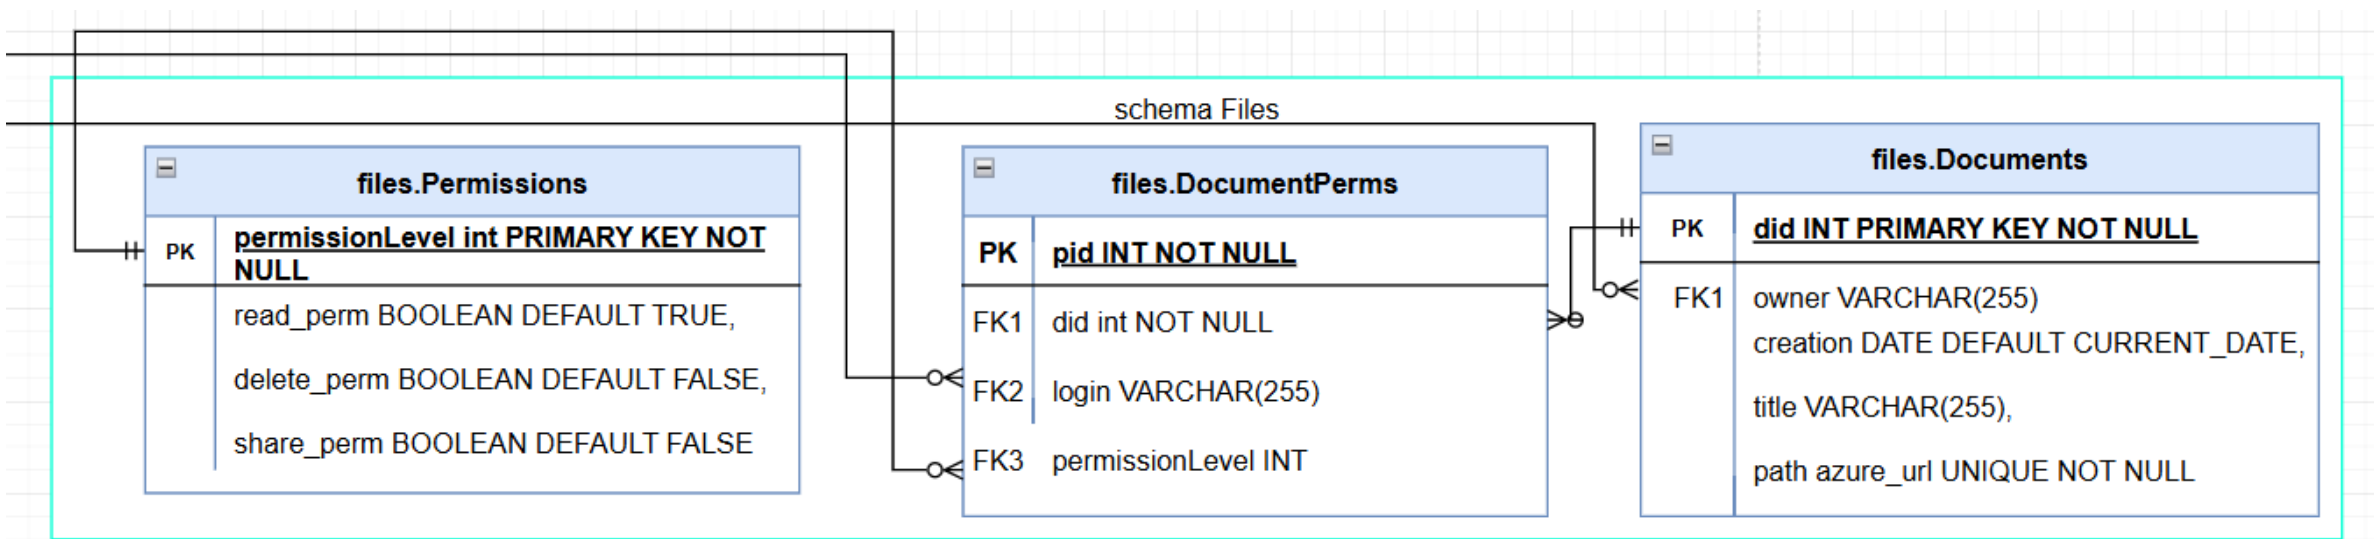 schema Files
files.Permissions
PK
permissionLevel int PRIMARY KEY NOT
NULL
read_perm BOOLEAN DEFAULT TRUE,
delete_perm BOOLEAN DEFAULT FALSE,
share_perm BOOLEAN DEFAULT FALSE
files.DocumentPerms
PK pid INT NOT NULL
FK1 did int NOT NULL
FK2 login VARCHAR(255)
FK3 permissionLevel INT
files.Documents
PK did INT PRIMARY KEY NOT NULL
FK1 owner VARCHAR(255)
creation DATE DEFAULT CURRENT_DATE,
title VARCHAR(255),
path azure_url UNIQUE NOT NULL